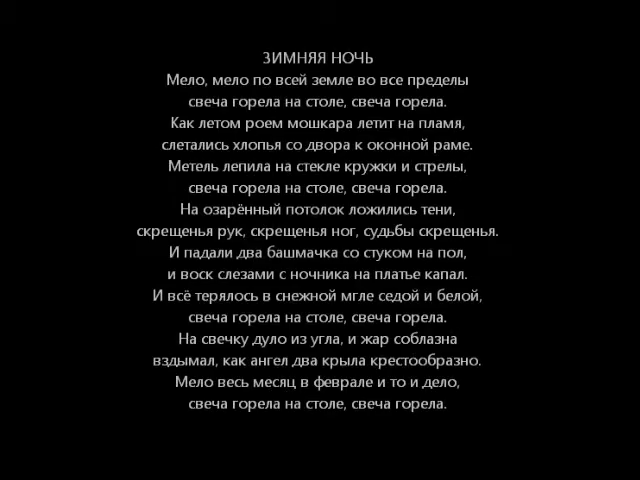 ЗИМНЯЯ НОЧЬ
Мело, мело по всей земле во все пределы
свеча горела на столе, свеча горела.
Как летом роем мошкара летит на пламя,
слетались хлопья со двора к оконной раме.
Метель лепила на стекле кружки и стрелы,
свеча горела на столе, свеча горела.
На озарённый потолок ложились тени,
скрещенья рук, скрещенья ног, судьбы скрещенья.
И падали два башмачка со стуком на пол,
и воск слезами с ночника на платье капал.
И всё терялось в снежной мгле седой и белой,
свеча горела на столе, свеча горела.
На свечку дуло из угла, и жар соблазна
вздымал, как ангел два крыла крестообразно.
Мело весь месяц в феврале и то и дело,
свеча горела на столе, свеча горела.